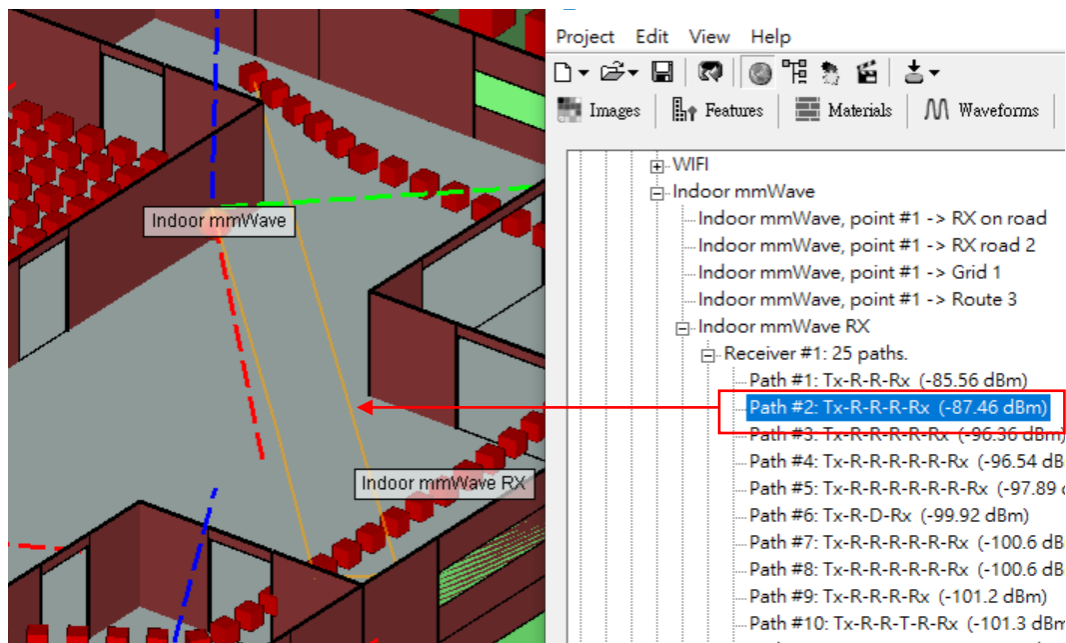 Indoor mmWave
Indoor mmWave RX
Project Edit View Help
Images Features Materials Waveforms
WIFI
Indoor mmWave
Indoor mmWave, point #1 -> RX on road
Indoor mmWave, point #1 -> RX road 2
Indoor mmWave, point #1 -> Grid 1
Indoor mmWave, point #1 -> Route 3
Indoor mmWave RX
Receiver #1: 25 paths.
Path #1: Tx-R-R-Rx (-85.56 dBm)
Path #2: Tx-R-R-R-Rx (-87.46 dBm)
Path #3: Tx-R-R-R-R-Rx (-96.36 dBm)
Path #4: Tx-R-R-R-R-R-Rx (-96.54 dB
Path #5: Tx-R-R-R-R-R-R-Rx (-97.89
Path #6: Tx-R-D-Rx (-99.92 dBm)
Path #7: Tx-R-R-R-R-R-Rx (-100.6 dB
Path #8: Tx-R-R-R-R-R-Rx (-100.6 dB
Path #9: Tx-R-R-R-R-Rx (-101.2 dBm)
Path #10: Tx-R-R-T-R-Rx (-101.3 dBm